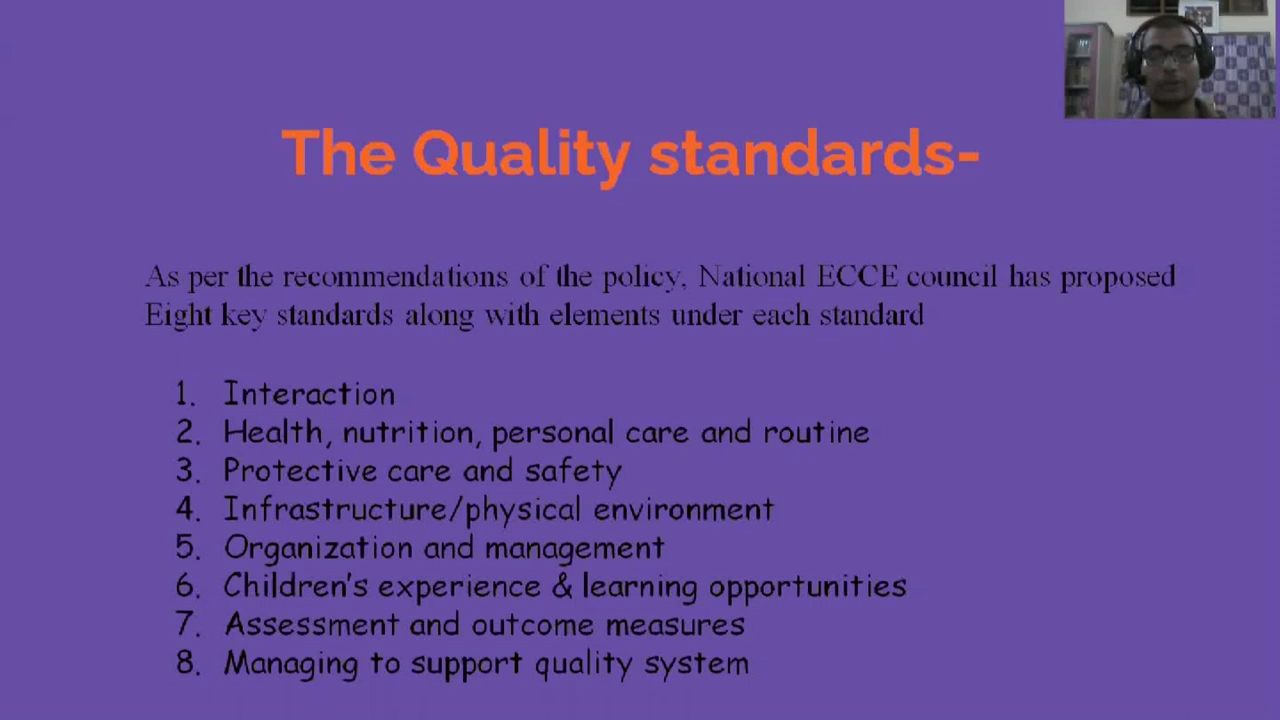 The Quality standards-
As per the recommendations of the policy, National ECCE council has proposed
Eight key standards along with elements under each standard
1. Interaction
2. Health, nutrition, personal care and routine
3. Protective care and safety
4. Infrastructure/physical environment
5. Organization and management
6. Children's experience & learning opportunities
7. Assessment and outcome measures
8. Managing to support quality system